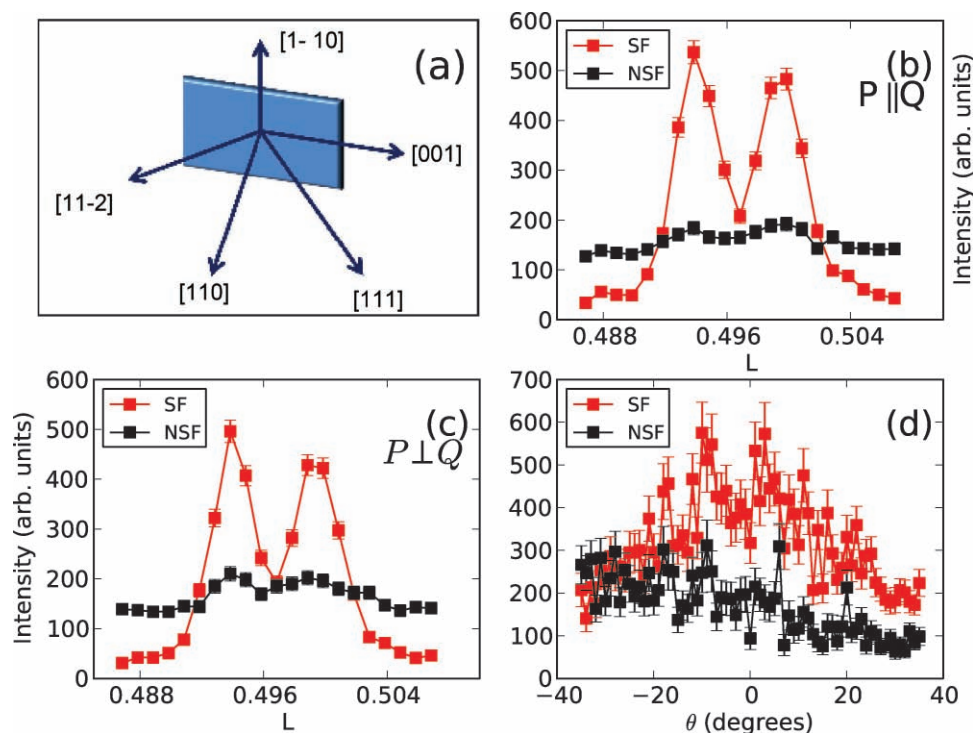 (a)
[1- 10]
[001]
[11-2]
[110]
[111]
600
500
400
300
200
100
0
SF
NSF
(b)
P ∥Q
Intensity (arb. units)
0.488 0.496 0.504
L
600
500
400
300
200
100
0
Intensity (arb. units)
SF
NSF
(c)
P⊥Q
0.488 0.496 0.504
L
700
600
500
400
300
200
100
0
SF
NSF
(d)
−40 −20 0 20 40
θ (degrees)